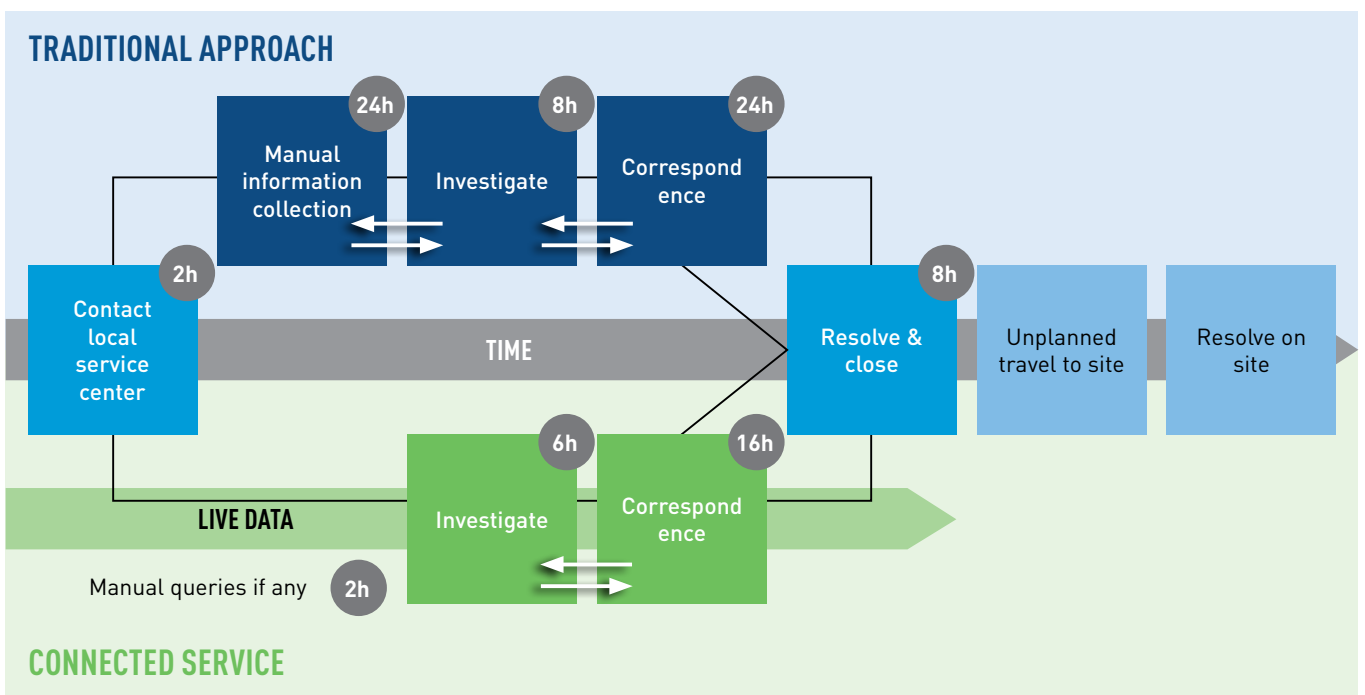 TRADITIONAL APPROACH
24h
8h
24h
Manual
information
collection
Investigate
Correspond
ence
2h
8h
Contact
local
service
center
TIME
Resolve &
close
Unplanned
travel to site
Resolve on
site
6h
16h
LIVE DATA
Investigate
Correspond
ence
Manual queries if any
2h
CONNECTED SERVICE